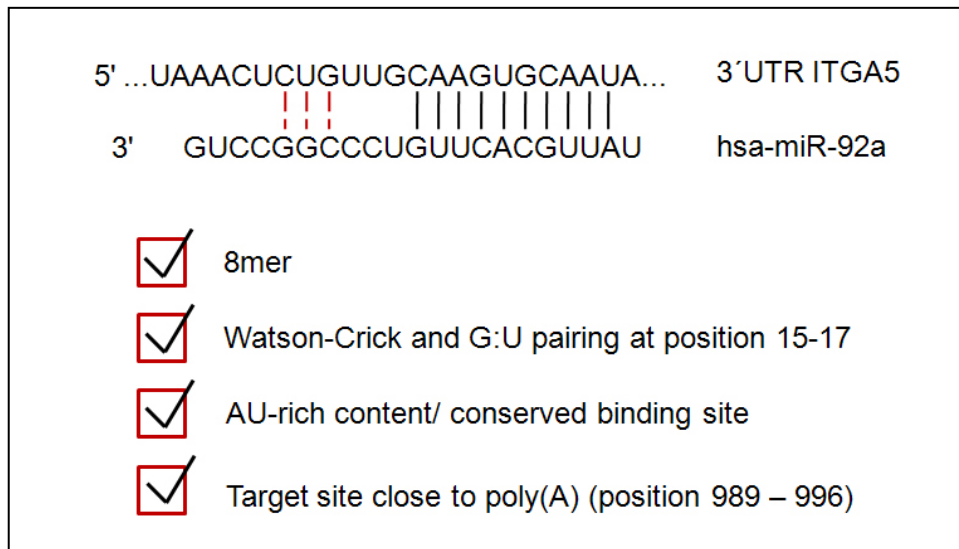 5' ...UAAACUCUGUUGCAAGUGCAAUA... 3´UTR ITGA5
3' GUCCGGCCCUGUUCACGUUAU hsa-miR-92a
8mer
Watson-Crick and G:U pairing at position 15-17
AU-rich content/ conserved binding site
Target site close to poly(A) (position 989 – 996)